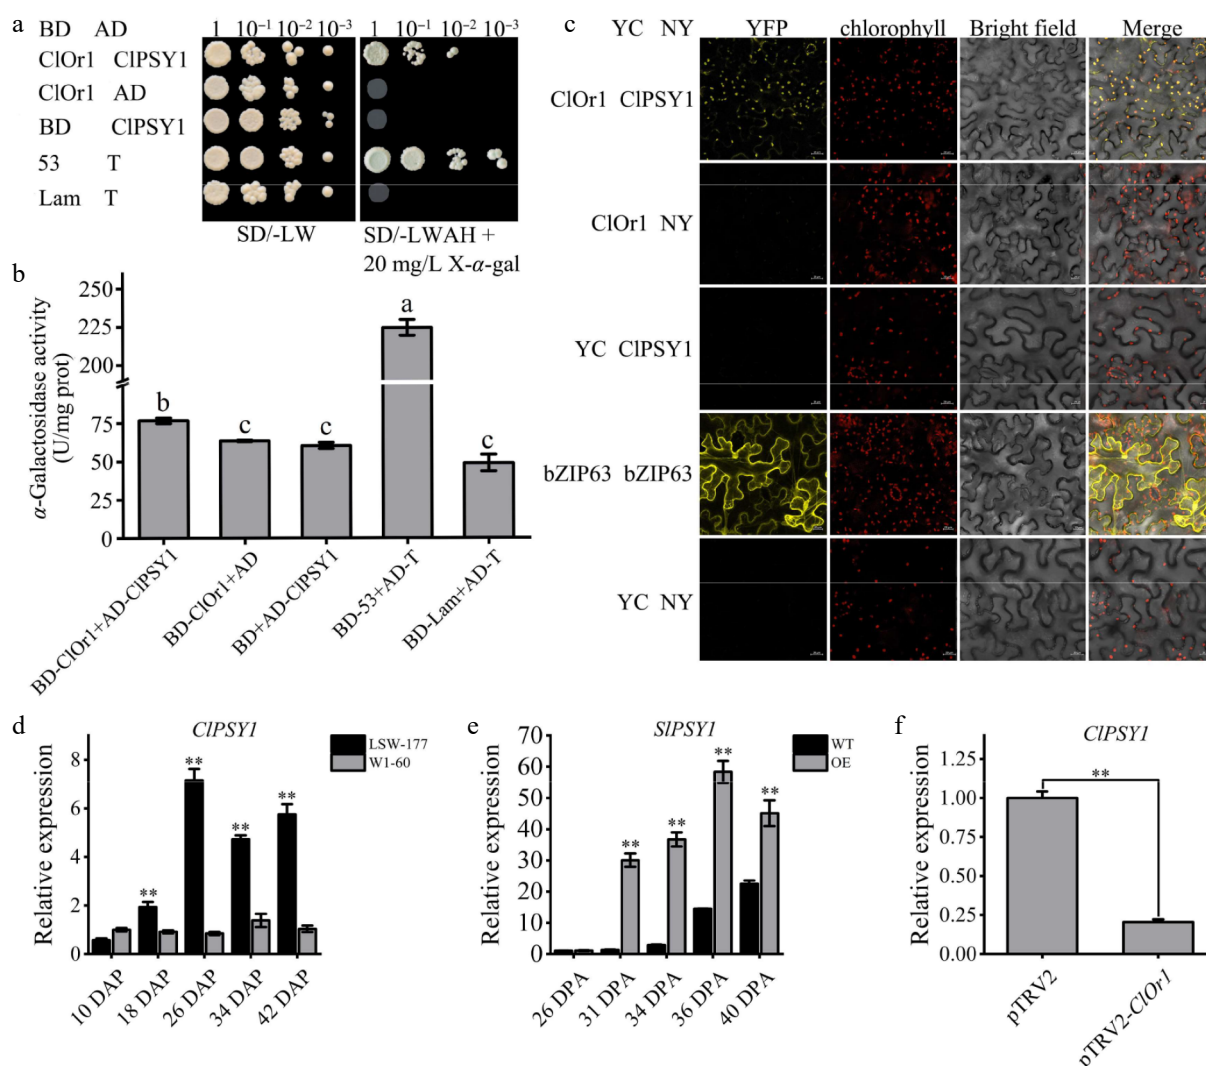 a
BD AD
1 10⁻¹ 10⁻² 10⁻³
1 10⁻¹ 10⁻² 10⁻³
ClOr1 ClPSY1
ClOr1 AD
BD ClPSY1
53 T
Lam T
SD/-LW
SD/-LWAH +
20 mg/L X-α-gal
b
α-Galactosidase activity
(U/mg prot)
250
225
200
75
50
25
0
b
c
c
a
c
BD-ClOr1+AD-ClPSY1
BD-ClOr1+AD
BD+AD-ClPSY1
BD-53+AD-T
BD-Lam+AD-T
c
YC NY
YFP
chlorophyll
Bright field
Merge
ClOr1 ClPSY1
ClOr1 NY
YC ClPSY1
bZIP63 bZIP63
YC NY
d
ClPSY1
LSW-177
W1-60
Relative expression
8
6
4
2
0
**
**
**
**
10 DAP
18 DAP
26 DAP
34 DAP
42 DAP
e
SlPSY1
WT
OE
Relative expression
70
60
50
40
30
20
10
0
**
**
**
**
26 DPA
31 DPA
34 DPA
36 DPA
40 DPA
f
ClPSY1
Relative expression
1.25
1.00
0.75
0.50
0.25
0.00
**
pTRV2
pTRV2-ClOr1